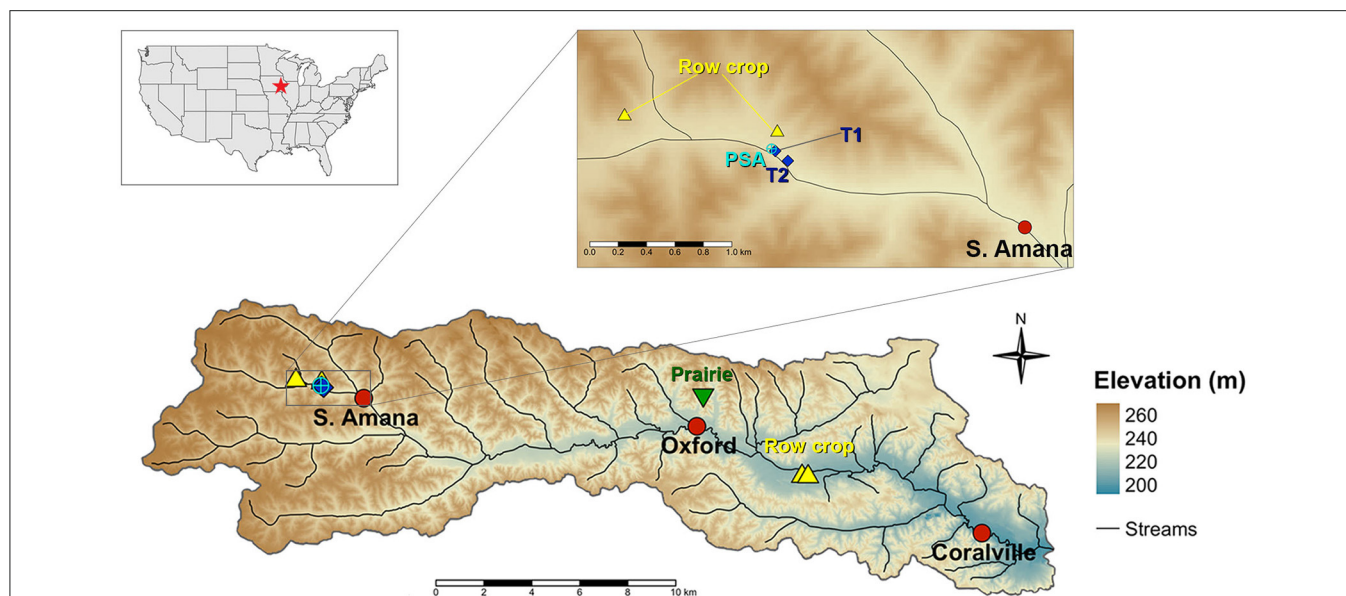 Row crop
T1
PSA
T2
S. Amana
0.0 0.2 0.4 0.6 0.8 1.0 km
N
Prairie
Elevation (m)
260
240
220
200
S. Amana
Oxford
Row crop
Streams
Coralville
0 2 4 6 8 10 km